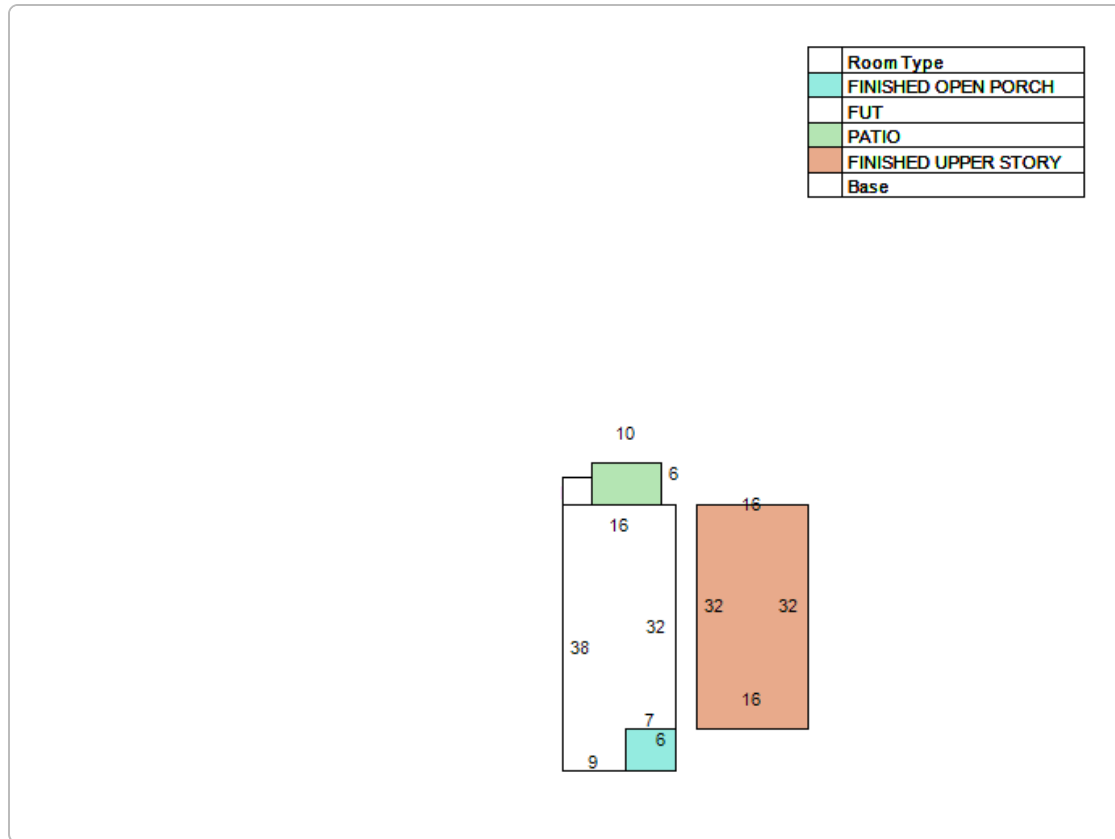 Room Type
FINISHED OPEN PORCH
FUT
PATIO
FINISHED UPPER STORY
Base
10
6
16
16
32
32
32
38
16
7
6
9